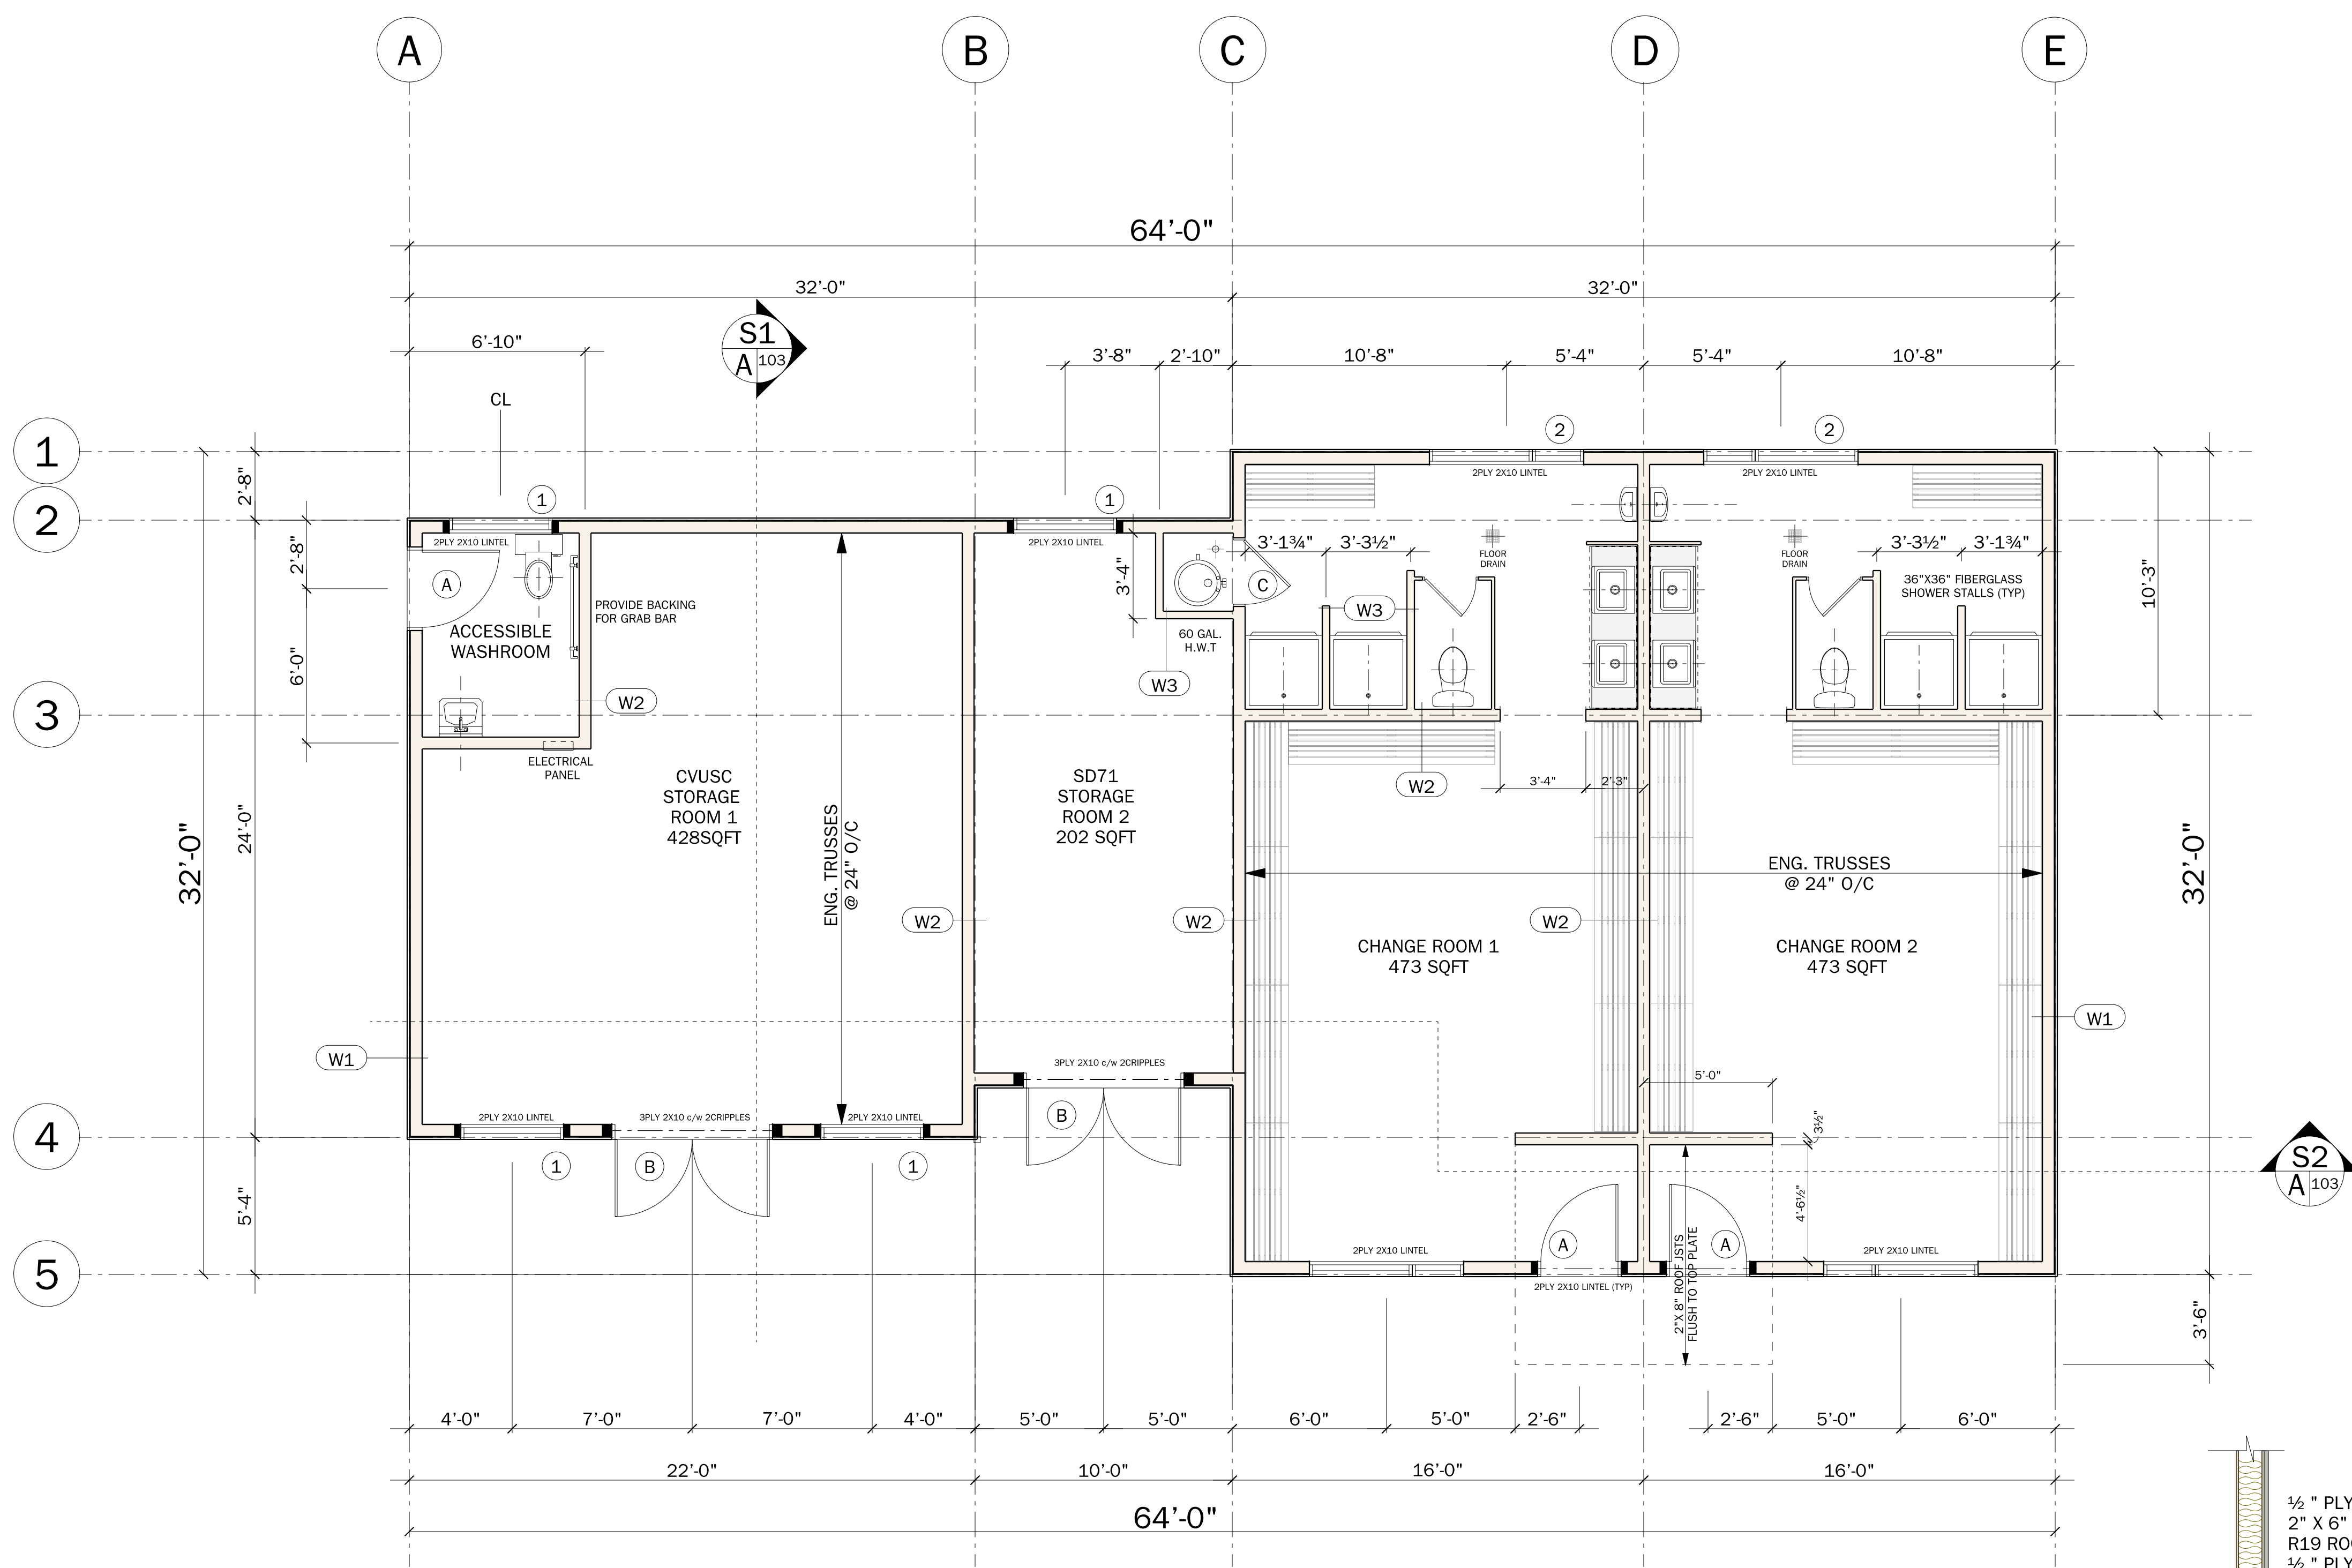 A
B
C
D
E
64’-0"
32’-0"
32’-0"
S1
A
103
6’-10"
3’-8"
2’-10"
10’-8"
5’-4"
5’-4"
10’-8"
CL
1
2
2
2’-8"
2PLY 2X10 LINTEL
2PLY 2X10 LINTEL
1
1
2
2PLY 2X10 LINTEL
2PLY 2X10 LINTEL
2’-8"
3’-4"
3’-1¾"
3’-3½"
FLOOR
DRAIN
FLOOR
DRAIN
3’-3½"
3’-1¾"
A
C
36"X36" FIBERGLASS
SHOWER STALLS (TYP)
10’-3"
PROVIDE BACKING
FOR GRAB BAR
W3
ACCESSIBLE
WASHROOM
60 GAL.
H.W.T
6’-0"
W3
W2
3
ELECTRICAL
PANEL
CVUSC
STORAGE
ROOM 1
428SQFT
SD71
STORAGE
ROOM 2
202 SQFT
W2
3’-4"
2’-3"
32’-0"
24’-0"
ENG. TRUSSES
@ 24" O/C
ENG. TRUSSES
@ 24" O/C
32’-0"
W2
W2
W2
CHANGE ROOM 1
473 SQFT
CHANGE ROOM 2
473 SQFT
W1
W1
3PLY 2X10 c/w 2CRIPPLES
5’-0"
2PLY 2X10 LINTEL
3PLY 2X10 c/w 2CRIPPLES
2PLY 2X10 LINTEL
B
3½"
4
1
B
1
S2
A
103
5’-4"
4’-6½"
A
A
2PLY 2X10 LINTEL
2PLY 2X10 LINTEL
5
2PLY 2X10 LINTEL (TYP)
2"X 8" ROOF JSTS
FLUSH TO TOP PLATE
3’-6"
4’-0"
7’-0"
7’-0"
4’-0"
5’-0"
5’-0"
6’-0"
5’-0"
2’-6"
2’-6"
5’-0"
6’-0"
22’-0"
10’-0"
16’-0"
16’-0"
64’-0"
½ " PLY
2" X 6"
R19 RO
½ " PLY